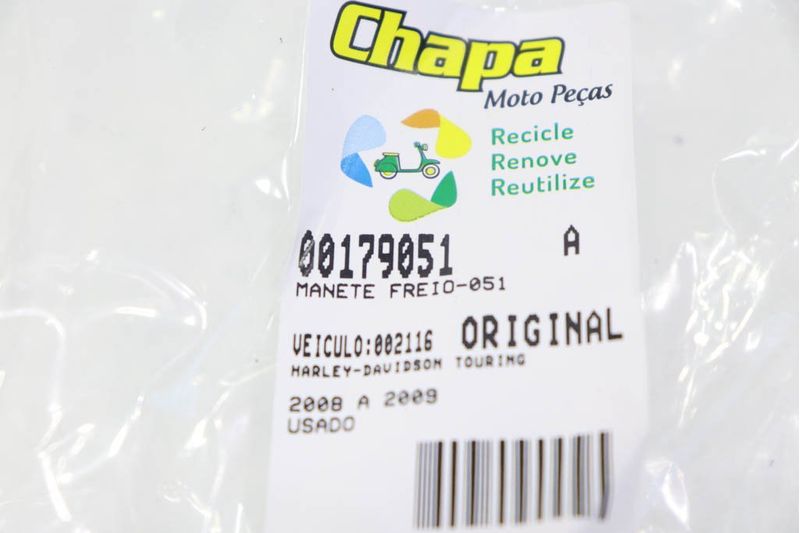 Chapa
Moto Peças
Recicle
Renove
Reutilize
00179051 A
MANETE FREIO-051
VEICULO:002116 ORIGINAL
HARLEY-DAVIDSON TOURING
2008 A 2009
USADO